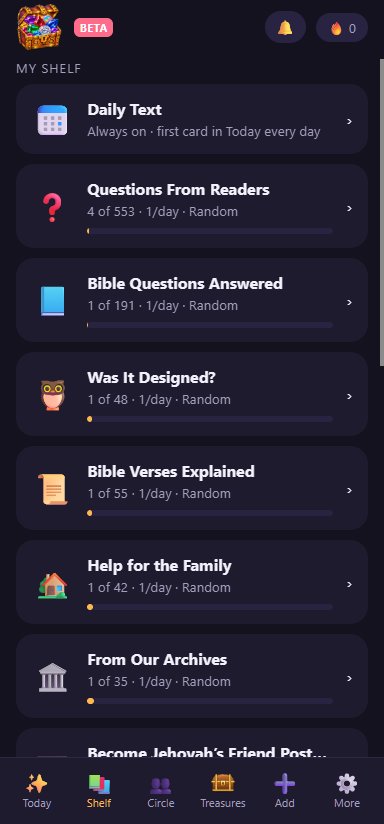 BETA
0
MY SHELF
Daily Text
Always on · first card in Today every day
Questions From Readers
4 of 553 · 1/day · Random
Bible Questions Answered
1 of 191 · 1/day · Random
Was It Designed?
1 of 48 · 1/day · Random
Bible Verses Explained
1 of 55 · 1/day · Random
Help for the Family
1 of 42 · 1/day · Random
From Our Archives
1 of 35 · 1/day · Random
Become Jehovah’s Friend Post…
Today Shelf Circle Treasures Add More